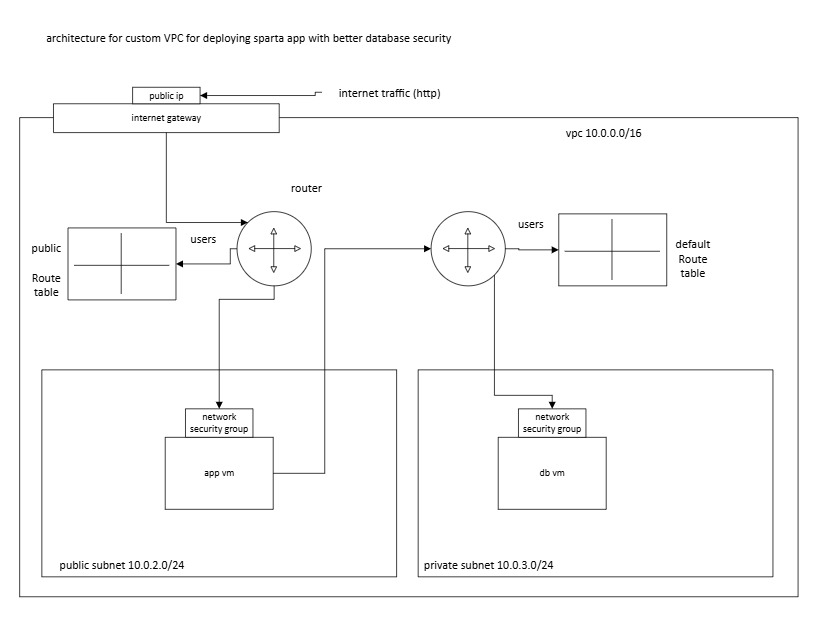 architecture for custom VPC for deploying sparta app with better database security
public ip
internet traffic (http)
internet gateway
vpc 10.0.0.0/16
router
users
public
Route
table
users
default
Route
table
network
security group
app vm
public subnet 10.0.2.0/24
network
security group
db vm
private subnet 10.0.3.0/24